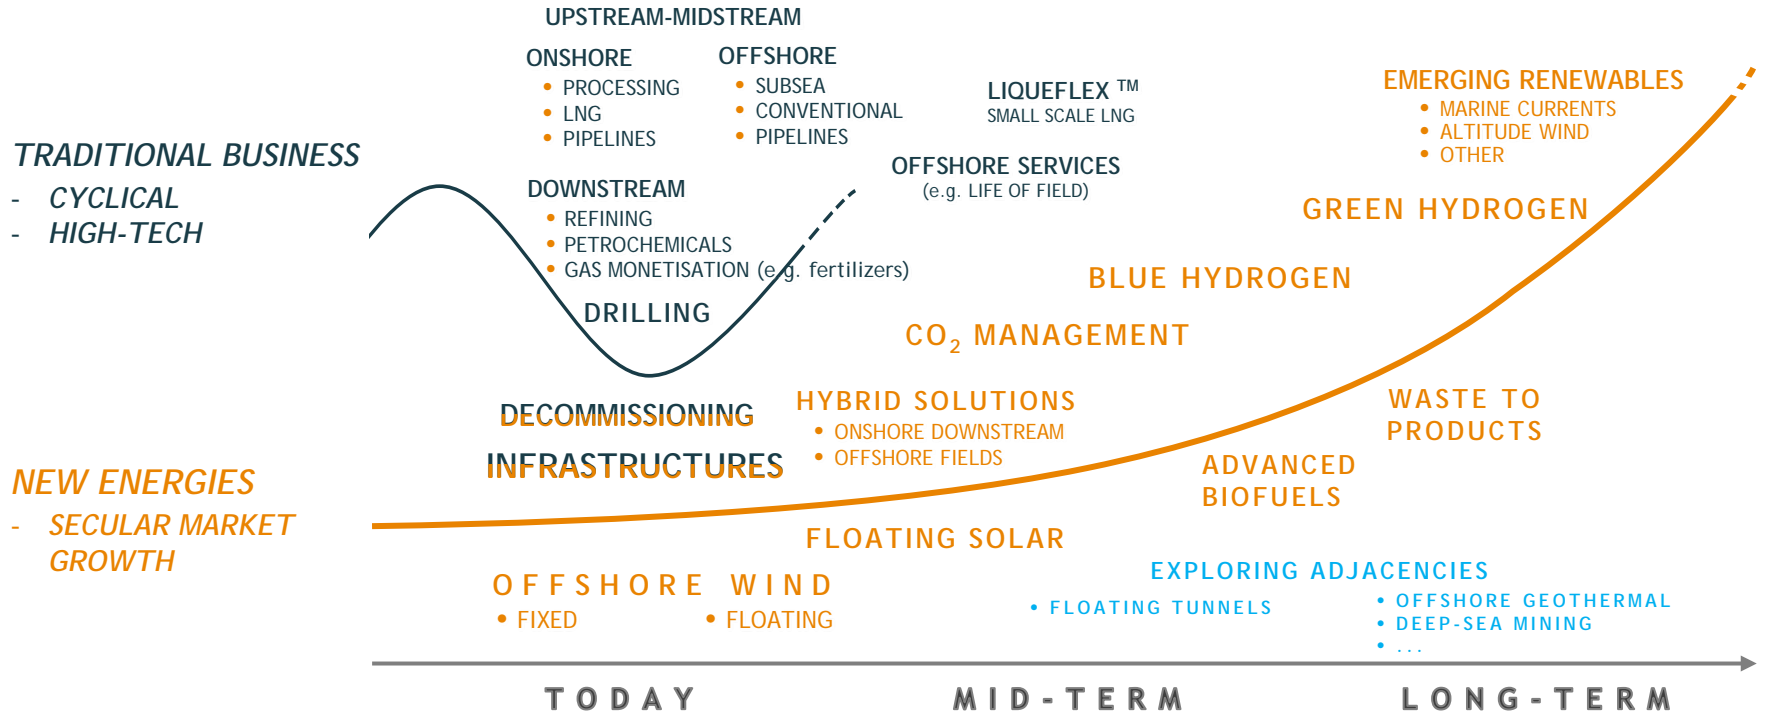 UPSTREAM-MIDSTREAM
ONSHORE
• PROCESSING
• LNG
• PIPELINES
OFFSHORE
• SUBSEA
• CONVENTIONAL
• PIPELINES
LIQUEFLEX ™
SMALL SCALE LNG
EMERGING RENEWABLES
• MARINE CURRENTS
• ALTITUDE WIND
• OTHER
TRADITIONAL BUSINESS
- CYCLICAL
- HIGH-TECH
DOWNSTREAM
• REFINING
• PETROCHEMICALS
• GAS MONETISATION (e.g. fertilizers)
OFFSHORE SERVICES
(e.g. LIFE OF FIELD)
GREEN HYDROGEN
BLUE HYDROGEN
DRILLING
CO₂ MANAGEMENT
DECOMMISSIONING
INFRASTRUCTURES
HYBRID SOLUTIONS
• ONSHORE DOWNSTREAM
• OFFSHORE FIELDS
WASTE TO
PRODUCTS
ADVANCED
BIOFUELS
NEW ENERGIES
- SECULAR MARKET
GROWTH
FLOATING SOLAR
OFFSHORE WIND
• FIXED
• FLOATING
EXPLORING ADJACENCIES
• FLOATING TUNNELS
• OFFSHORE GEOTHERMAL
• DEEP-SEA MINING
• ...
TODAY
MID-TERM
LONG-TERM